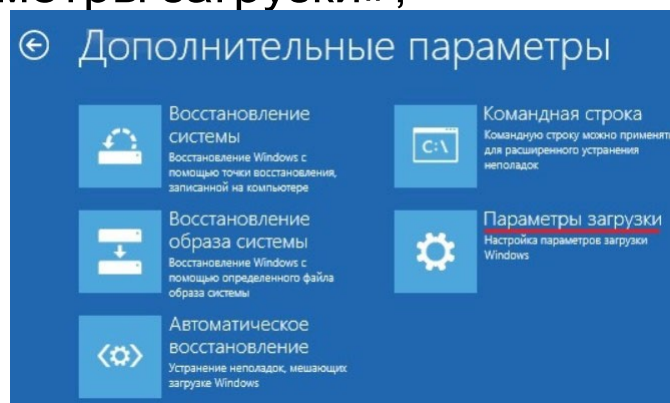 метры загрузки»;
Дополнительные параметры
Восстановление
системы
Восстановление Windows с
помощью точки восстановления,
записанной на компьютере
Восстановление
образа системы
Восстановление Windows с
помощью определенного файла
образа системы
Автоматическое
восстановление
Устранение неполадок, мешающих
загрузке Windows
C:\
Командная строка
Командную строку можно применять
для расширенного устранения
неполадок
Параметры загрузки
Настройка параметров загрузки
Windows